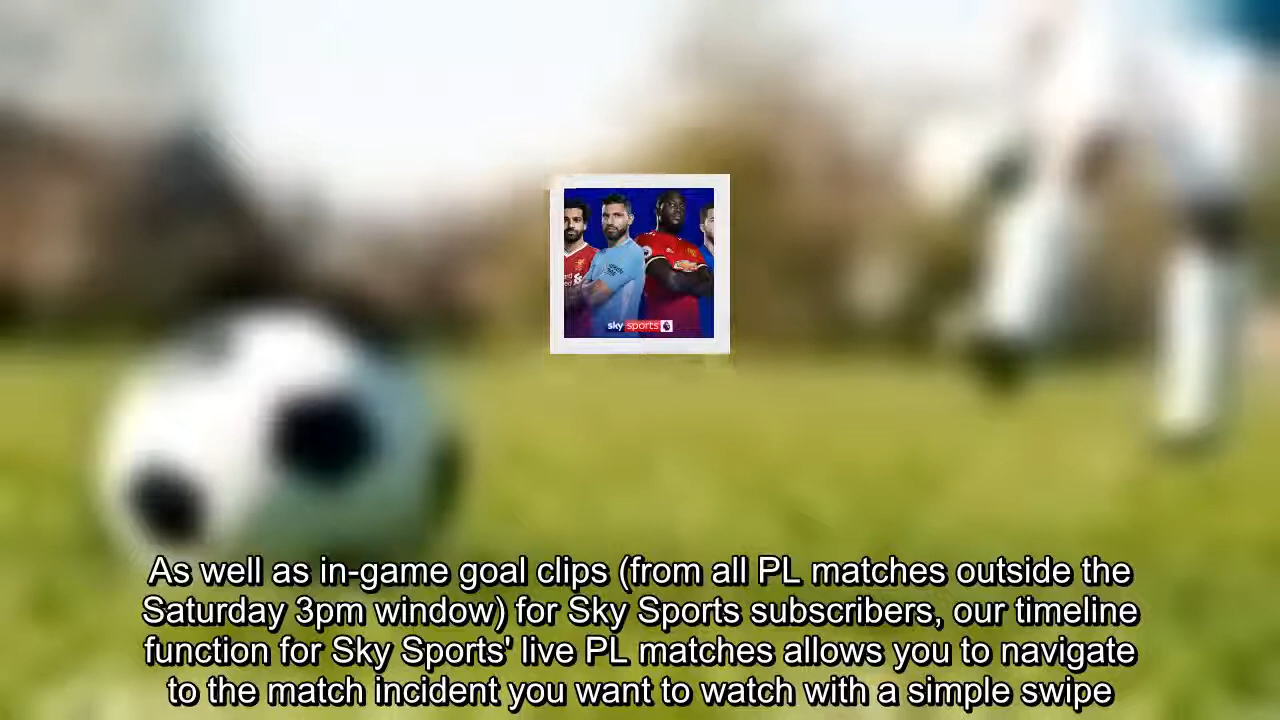 sky sports
As well as in-game goal clips (from all PL matches outside the
Saturday 3pm window) for Sky Sports subscribers, our timeline
function for Sky Sports' live PL matches allows you to navigate
to the match incident you want to watch with a simple swipe